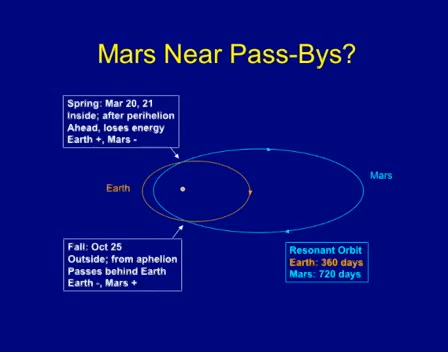 Mars Near Pass-Bys?
Spring: Mar 20, 21
Inside; after perihelion
Ahead, loses energy
Earth +, Mars -
Mars
Earth
Fall: Oct 25
Outside; from aphelion
Passes behind Earth
Earth -, Mars +
Resonant Orbit
Earth: 360 days
Mars: 720 days